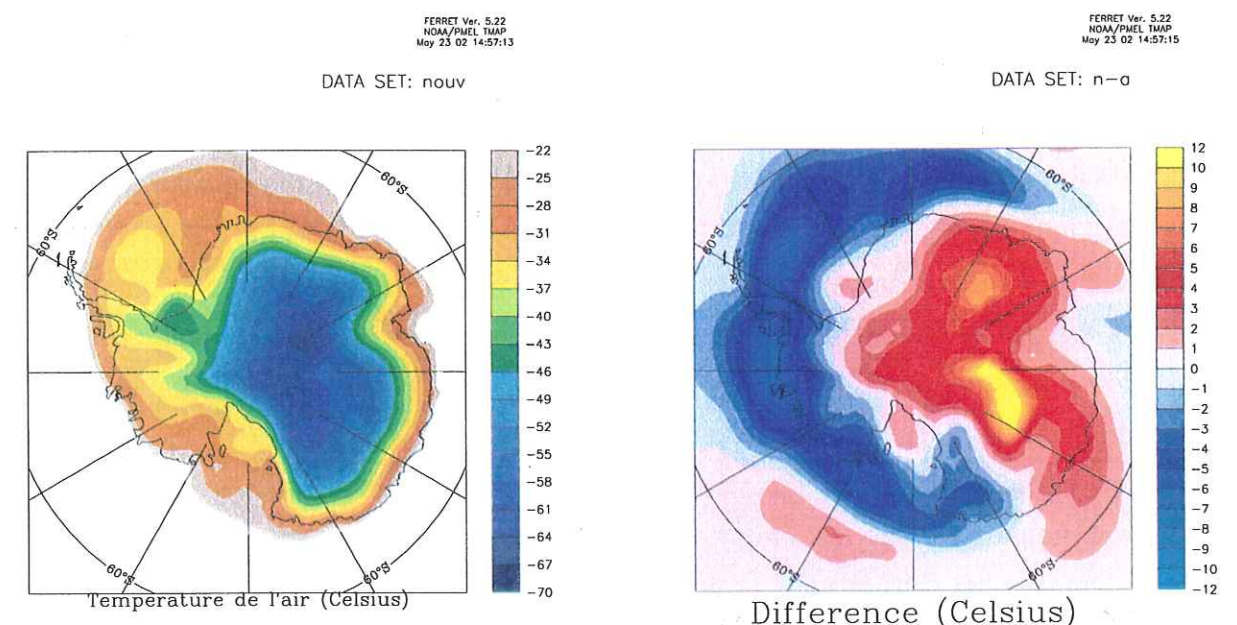 FERRET Ver. 5.22
NOAA/PMEL TMAP
May 23 02 14:57:13
DATA SET: nouv
60°S
60°S
60°S
60°S
-22
-25
-28
-31
-34
-37
-40
-43
-46
-49
-52
-55
-58
-61
-64
-67
-70
Temperature de l'air (Celsius)
FERRET Ver. 5.22
NOAA/PMEL TMAP
May 23 02 14:57:15
DATA SET: n-a
60°S
60°S
60°S
60°S
12
10
9
8
7
6
5
4
3
2
1
0
-1
-2
-3
-4
-5
-6
-7
-8
-9
-10
-12
Difference (Celsius)